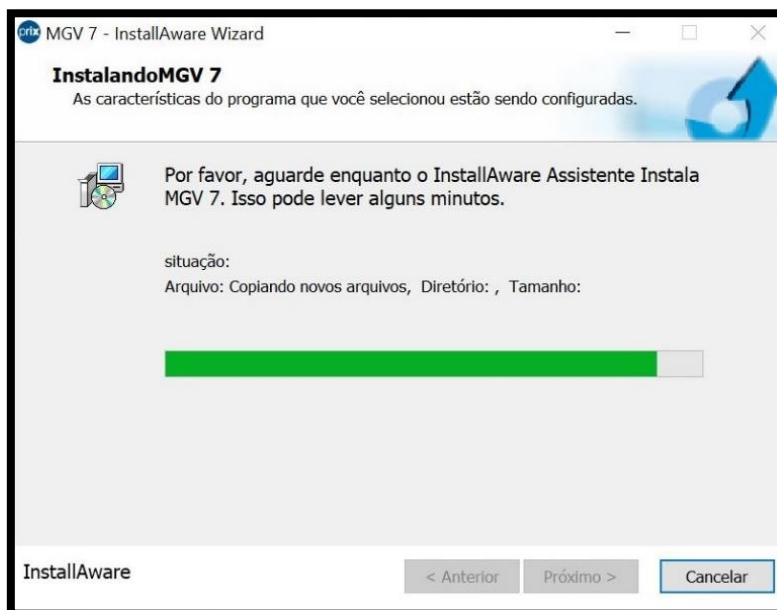 prix MGV 7 - InstallAware Wizard
InstalandoMGV 7
As características do programa que você selecionou estão sendo configuradas.
Por favor, aguarde enquanto o InstallAware Assistente Instala
MGV 7. Isso pode lever alguns minutos.
situação:
Arquivo: Copiando novos arquivos, Diretório: , Tamanho:
InstallAware
< Anterior
Próximo >
Cancelar